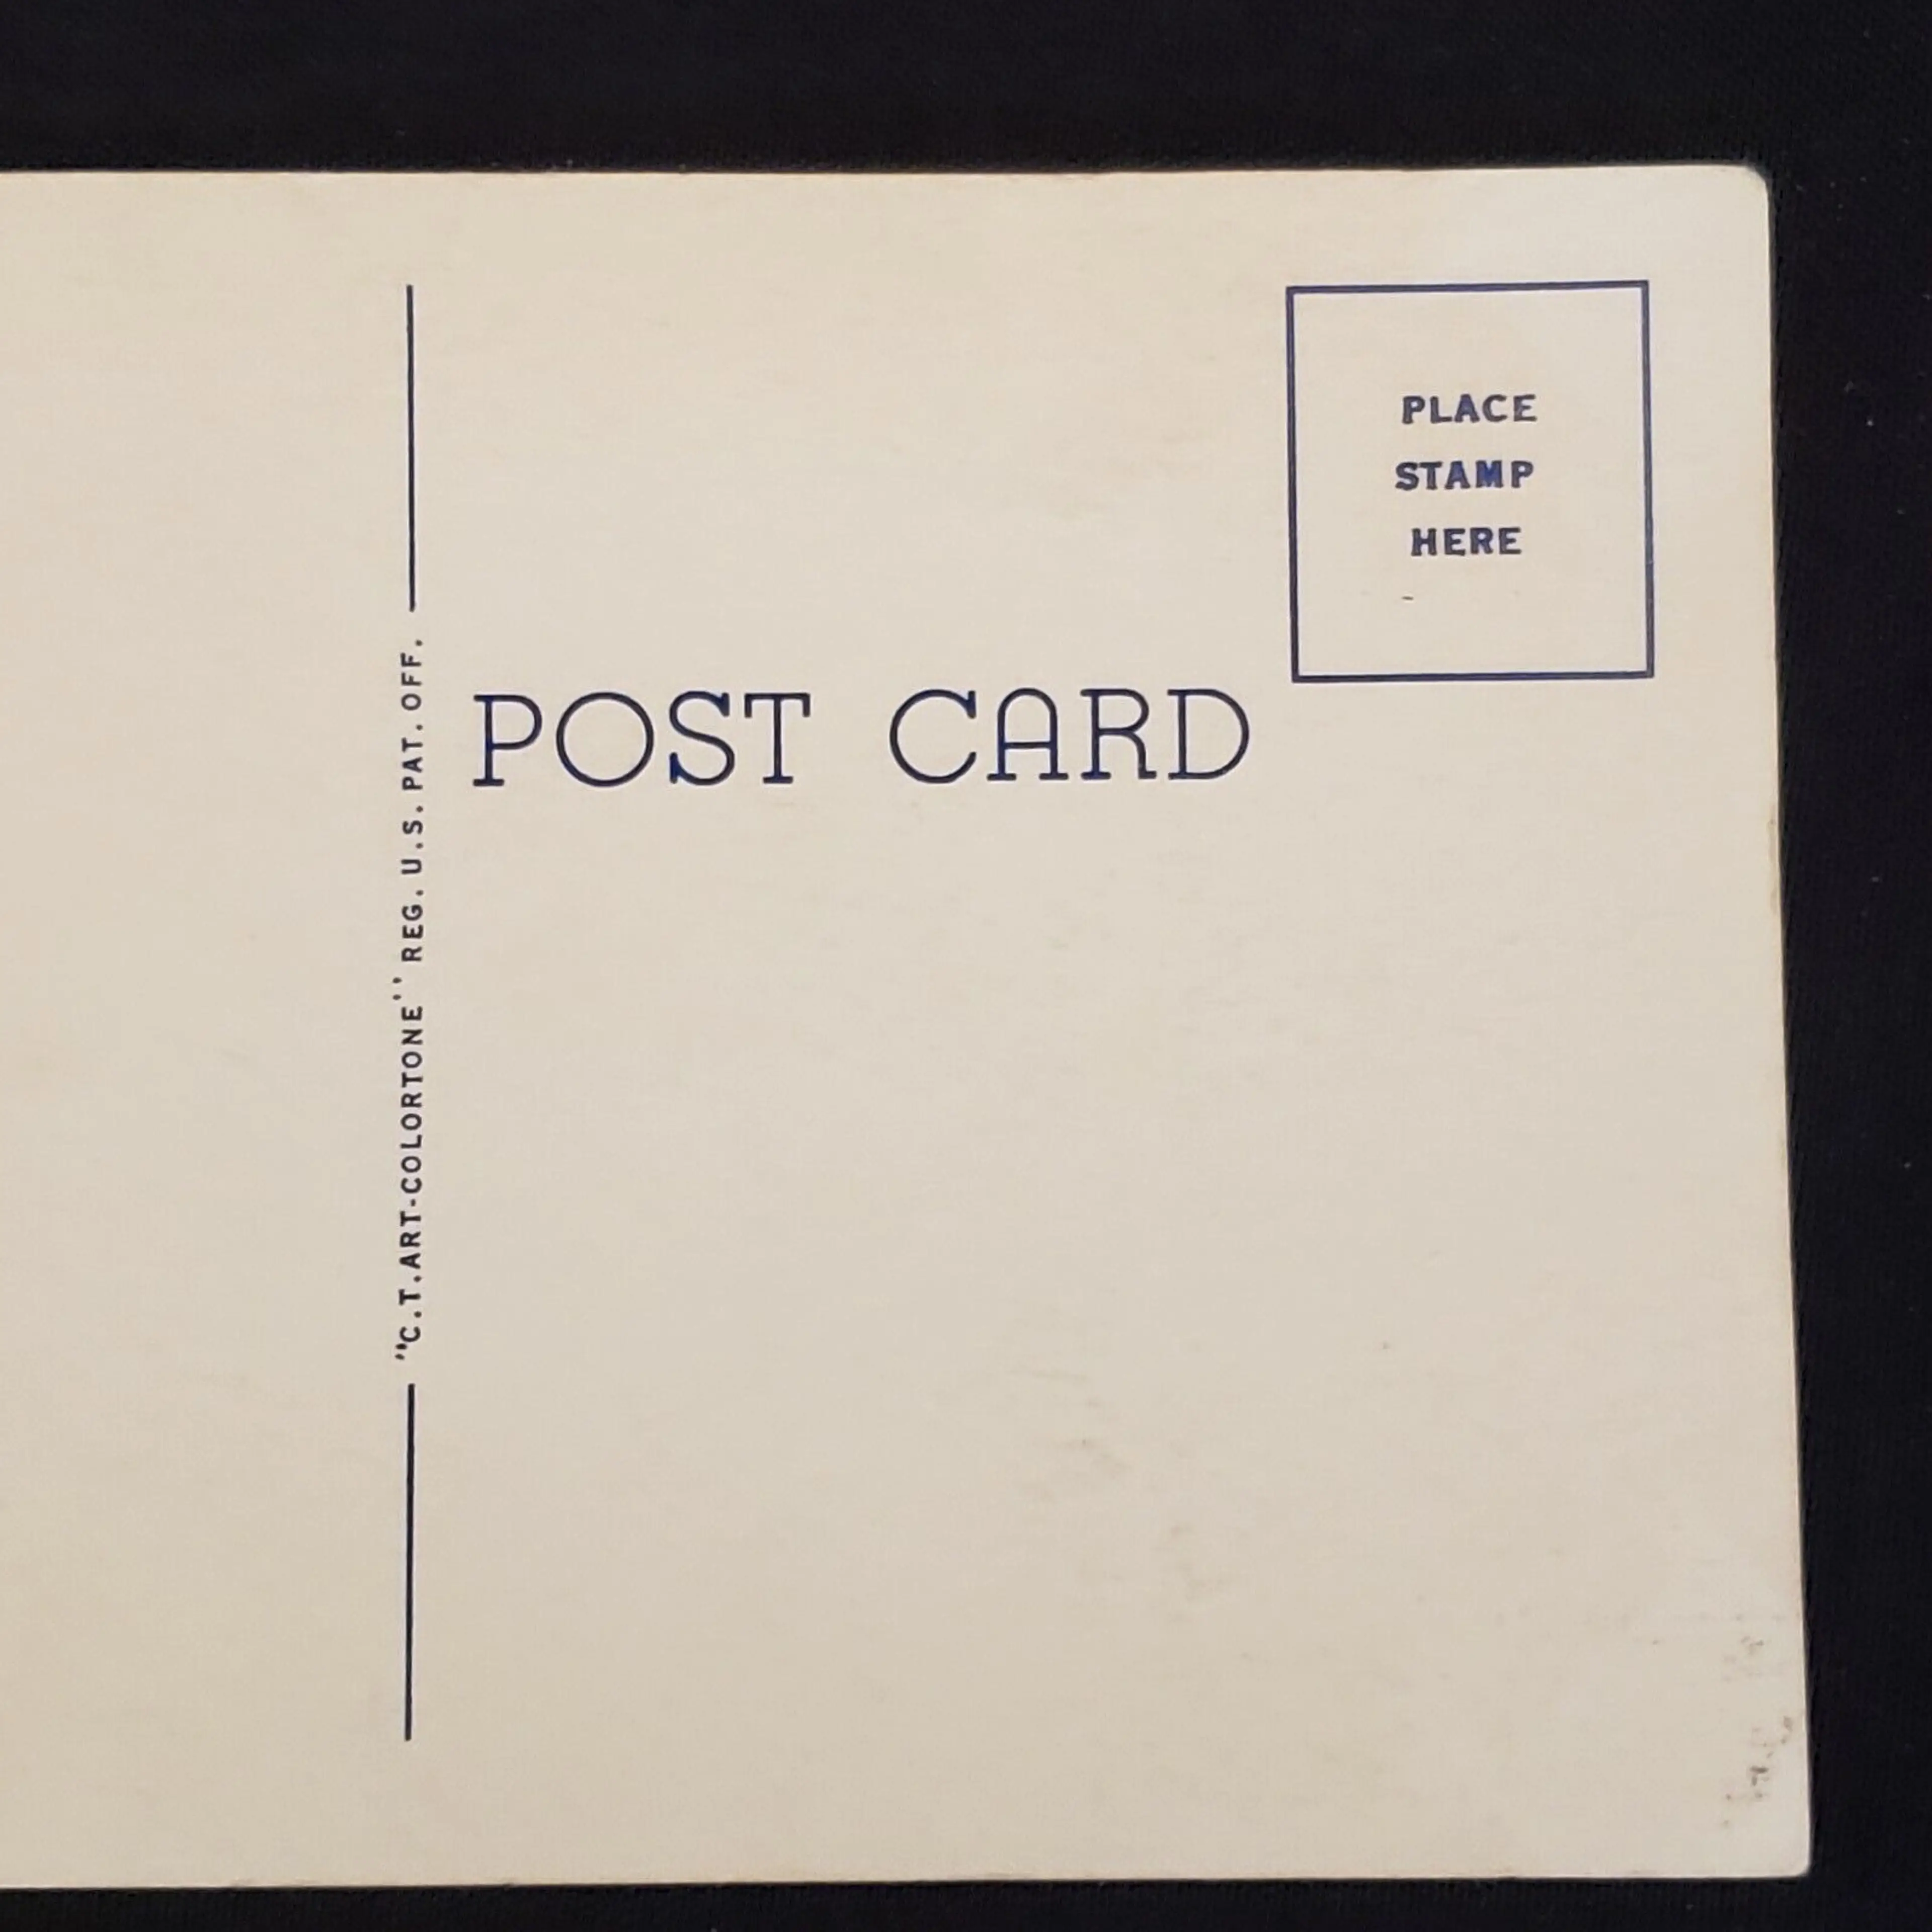 PLACE
STAMP
HERE
POST CARD
"C.T.ART-COLORTONE'' REG. U.S. PAT. OFF.